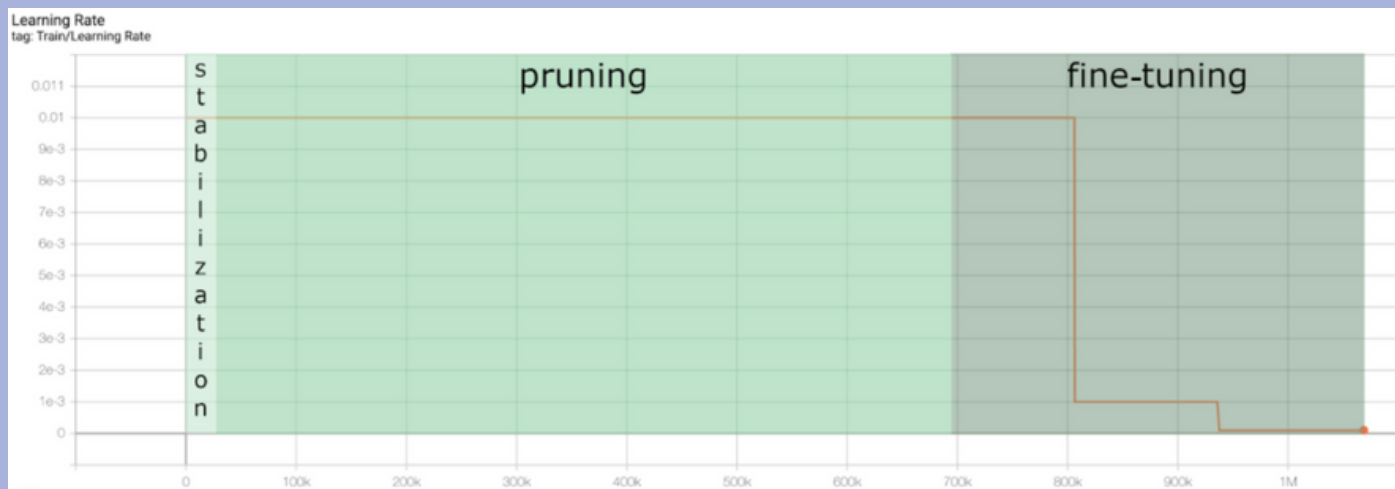 Learning Rate
tag: Train/Learning Rate
stabilization
pruning
fine-tuning
0.011
0.01
9e-3
8e-3
7e-3
6e-3
5e-3
4e-3
3e-3
2e-3
1e-3
0
0 100k 200k 300k 400k 500k 600k 700k 800k 900k 1M